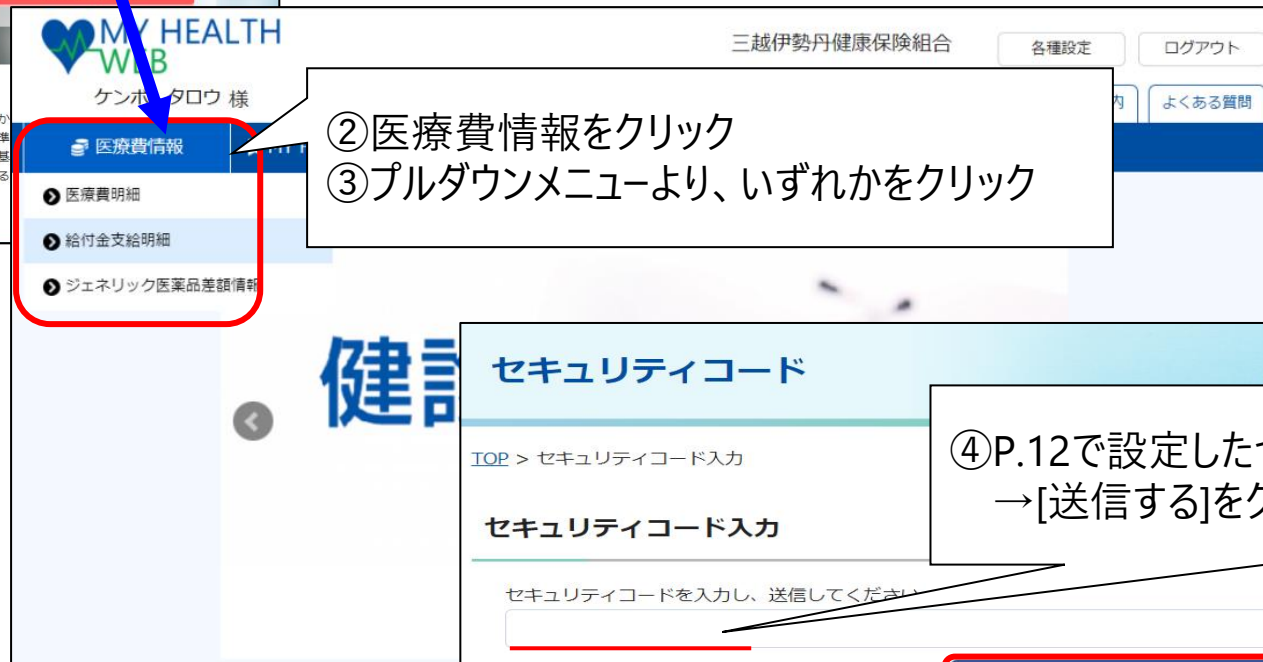 MY HEALTH
WEB
三越伊勢丹健康保険組合
各種設定
ログアウト
タロウ 様
内
よくある質問
医療費情報
②医療費情報をクリック
③プルダウンメニューより、いずれかをクリック
医療費明細
給付金支給明細
ジェネリック医薬品差額情報
セキュリティコード
④P.12で設定した
→[送信する]を
TOP > セキュリティコード入力
セキュリティコード入力
セキュリティコードを入力し、送信してください